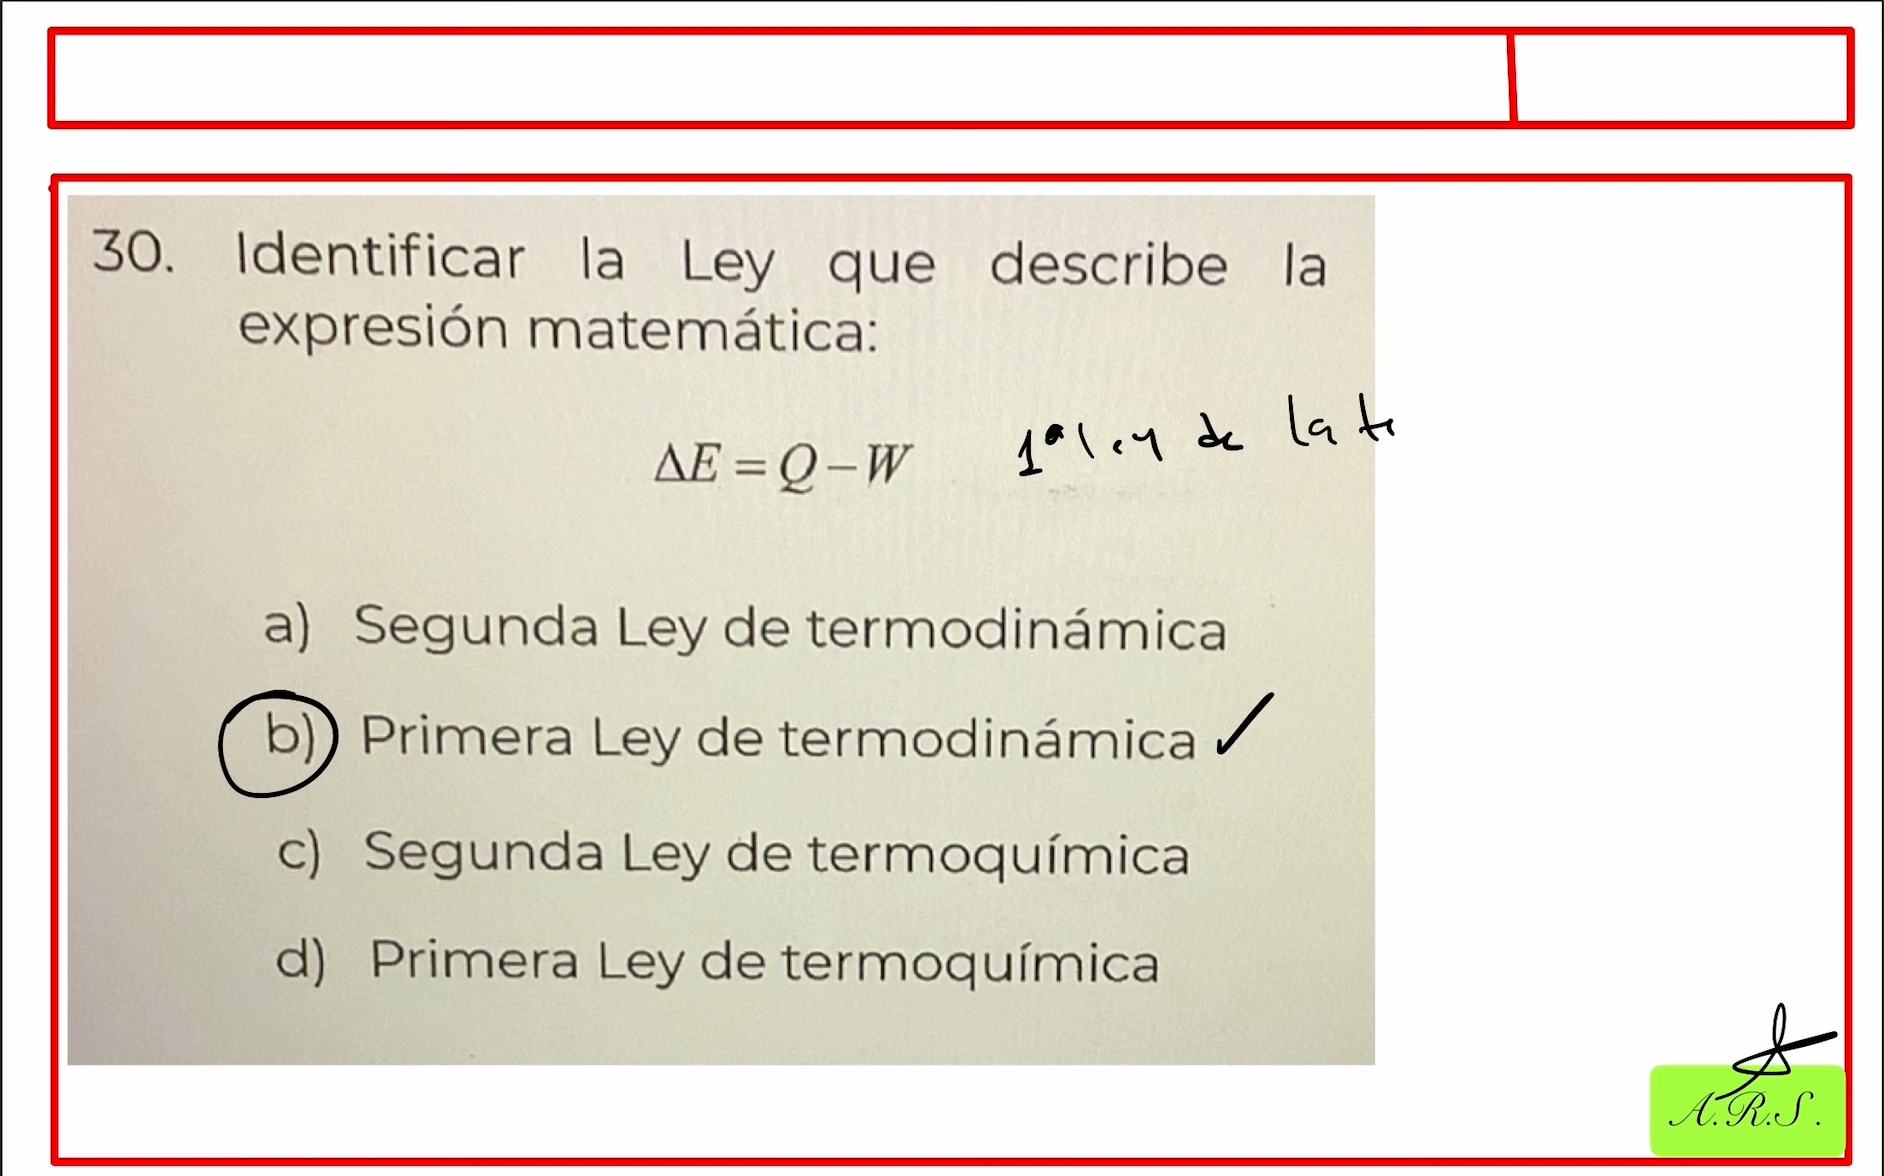 30. Identificar la Ley que describe la
expresión matemática:
ΔE = Q – W 1ª ley de la te
a) Segunda Ley de termodinámica
b) Primera Ley de termodinámica ✓
c) Segunda Ley de termoquímica
d) Primera Ley de termoquímica
A.R.S.